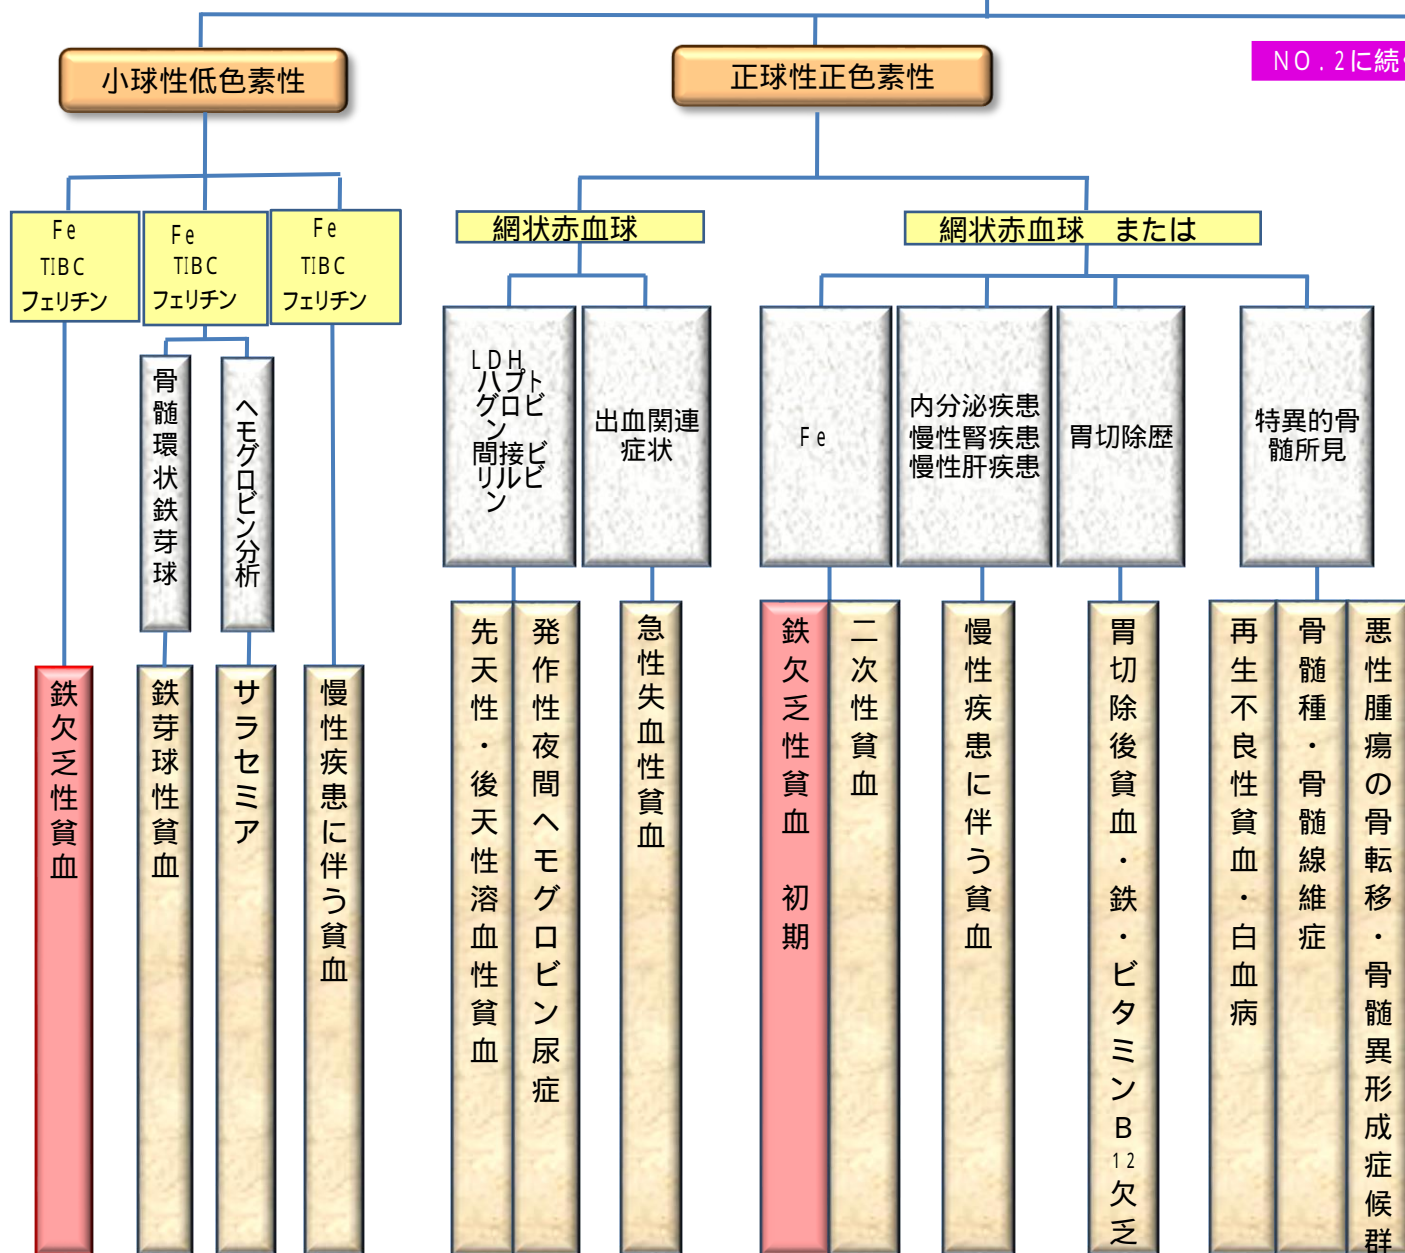 小球性低色素性
正球性正色素性
NO.2に続
Fe
TIBC
フェリチン
Fe
TIBC
フェリチン
Fe
TIBC
フェリチン
網状赤血球
網状赤血球 または
骨髄環状鉄芽球
ヘモグロビン分析
LDH
ハプト
グロビ
ン
間接ビ
リルビ
ン
出血関連
症状
Fe
内分泌疾患
慢性腎疾患
慢性肝疾患
胃切除歴
特異的骨
髄所見
鉄欠乏性貧血
鉄芽球性貧血
サラセミア
慢性疾患に伴う貧血
先天性・後天性溶血性貧血
発作性夜間ヘモグロビン尿症
急性失血性貧血
鉄欠乏性貧血 初期
二次性貧血
慢性疾患に伴う貧血
胃切除後貧血・鉄・ビタミンB12欠乏
再生不良性貧血・白血病
骨髄種・骨髄線維症
悪性腫瘍の骨転移・骨髄異形成症候群